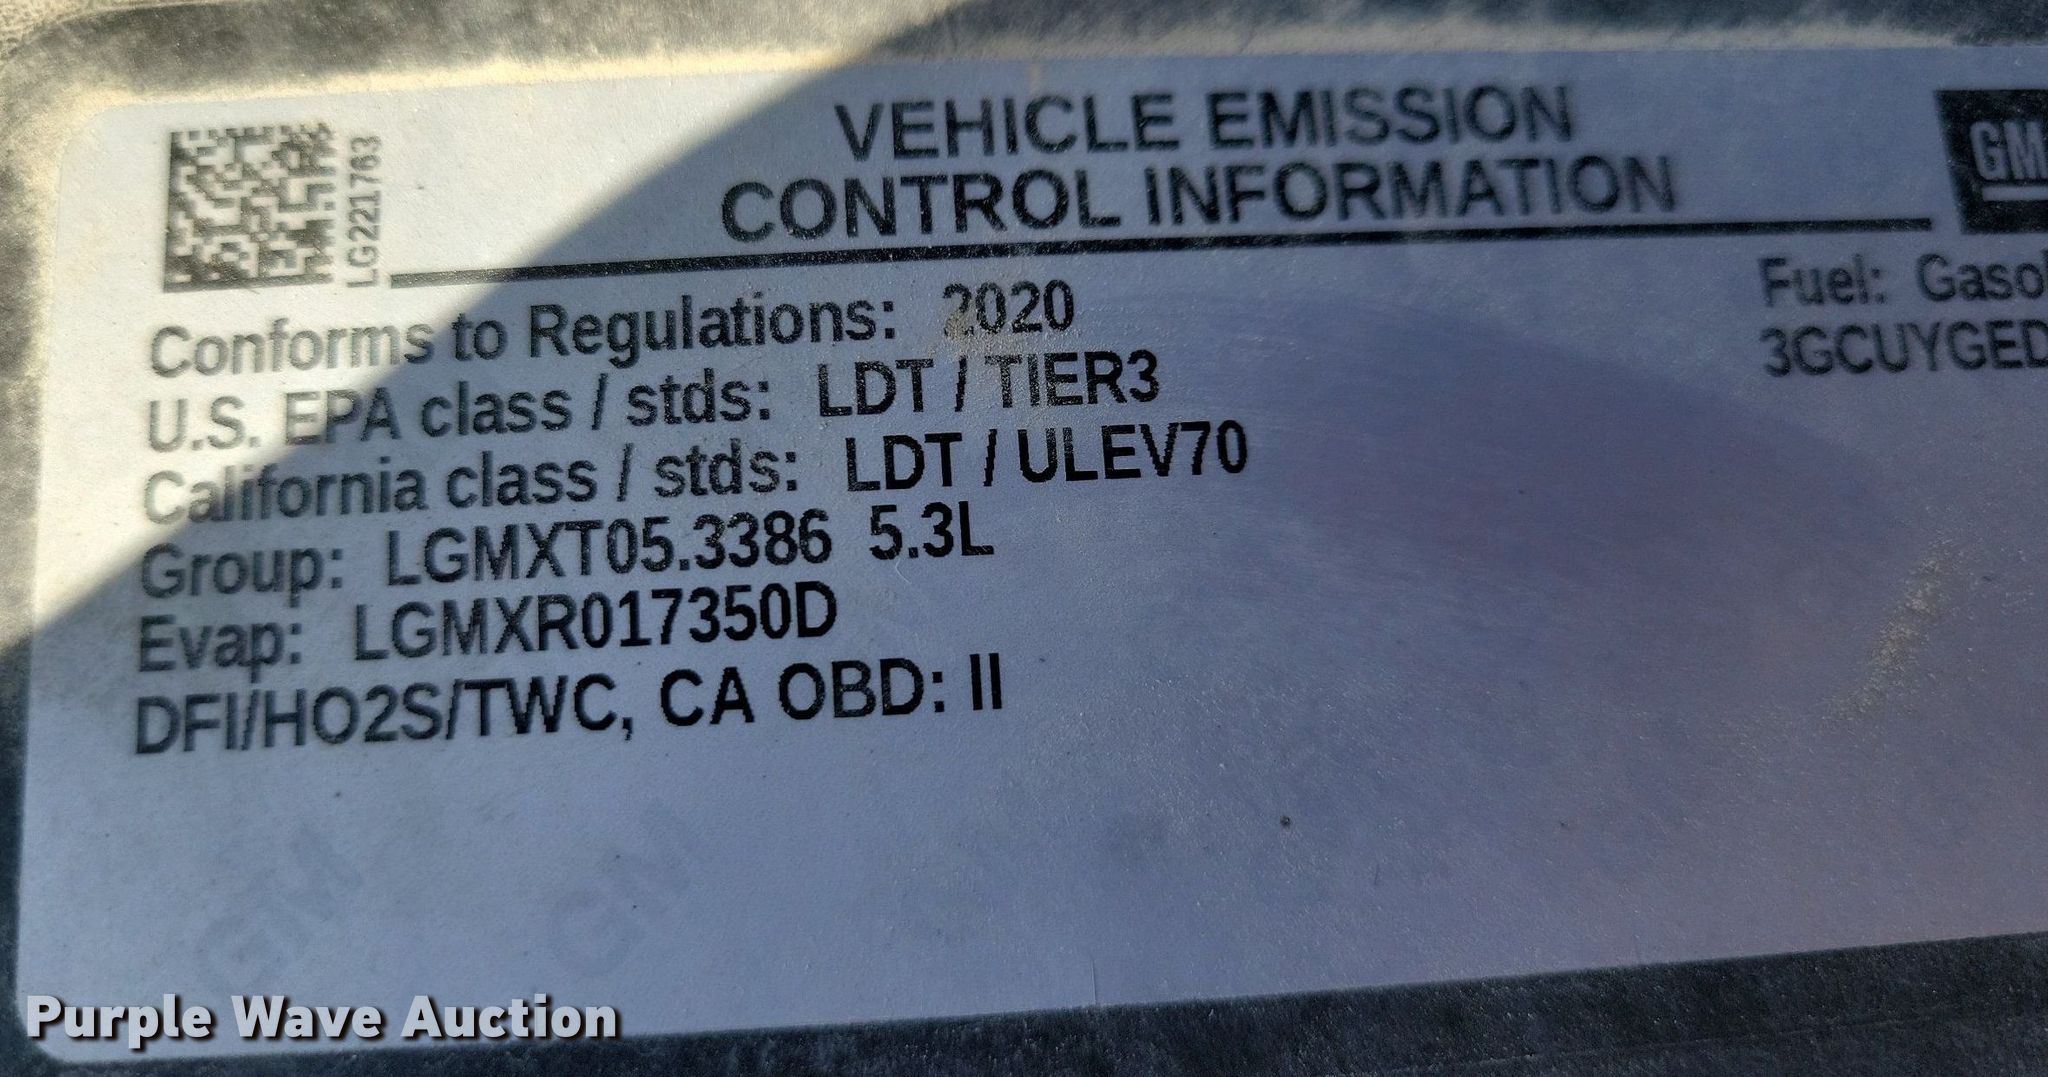 LG221763
VEHICLE EMISSION
CONTROL INFORMATION
GM
Conforms to Regulations: 2020
Fuel: Gasol
U.S. EPA class / stds: LDT / TIER3
3GCUYGED
California class / stds: LDT / ULEV70
Group: LGMXT05.3386 5.3L
Evap: LGMXR017350D
DFI/HO2S/TWC, CA OBD: II
GM GM
Purple Wave Auction